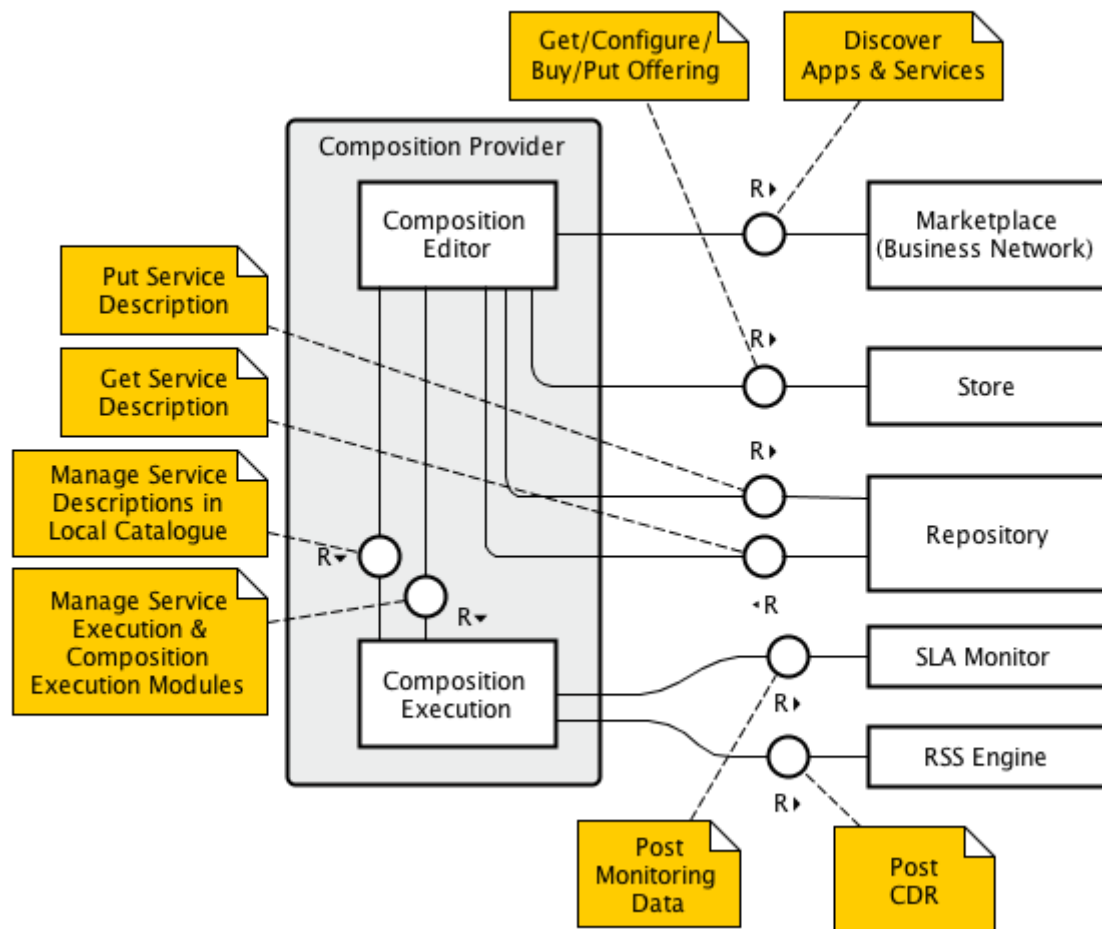 Get/Configure/
Buy/Put Offering
Discover
Apps & Services
Composition Provider
Composition
Editor
R
Marketplace
(Business Network)
Put Service
Description
R
Store
Get Service
Description
R
Manage Service
Descriptions in
Local Catalogue
Repository
R
R
Manage Service
Execution &
Composition
Execution Modules
R
Composition
Execution
SLA Monitor
R
RSS Engine
R
Post
Monitoring
Data
Post
CDR